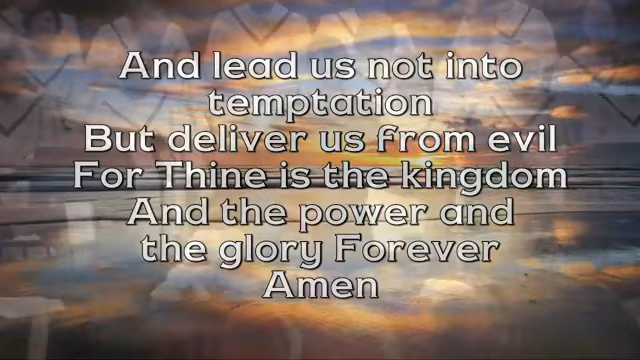 And lead us not into
temptation
But deliver us from evil
For Thine is the kingdom
And the power and
the glory Forever
Amen